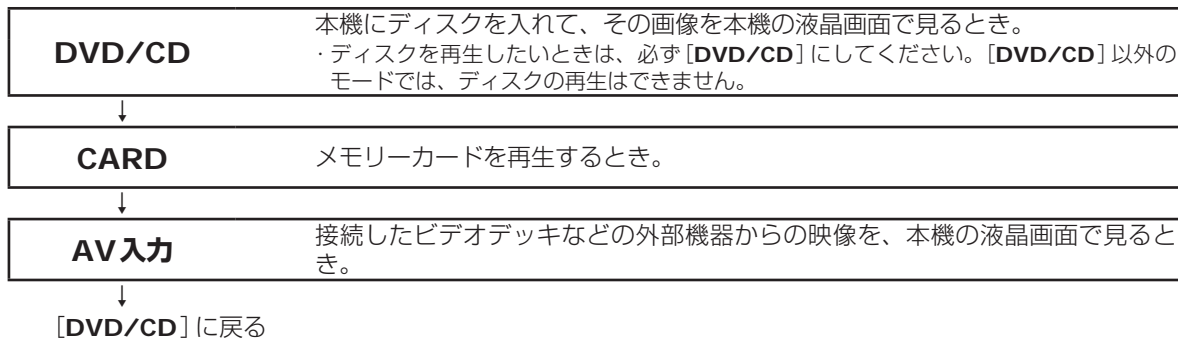 DVD/CD
本機にディスクを入れて、その画像を本機の液晶画面で見るとき。
・ディスクを再生したいときは、必ず[DVD/CD]にしてください。[DVD/CD]以外の
モードでは、ディスクの再生はできません。
↓
CARD
メモリーカードを再生するとき。
↓
AV入力
接続したビデオデッキなどの外部機器からの映像を、本機の液晶画面で見ると
き。
↓
[DVD/CD]に戻る